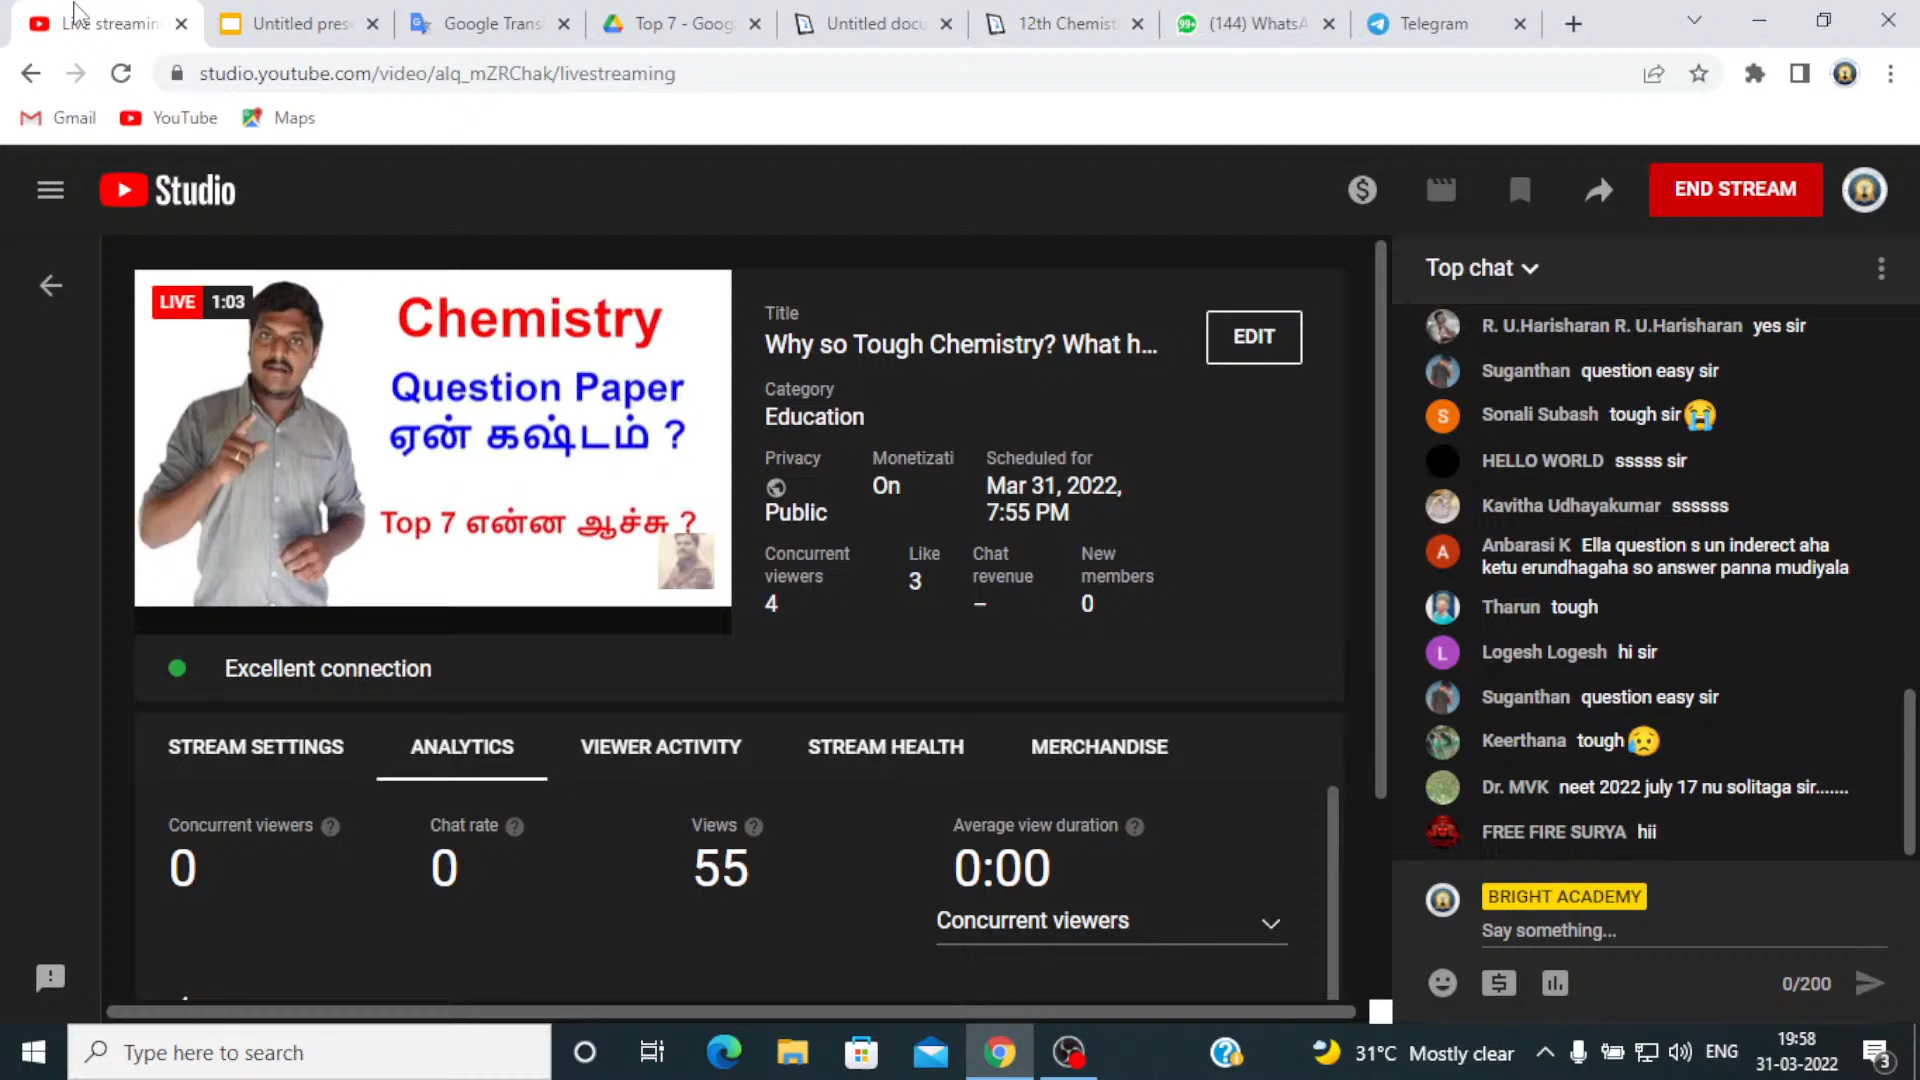 Live streamin
Untitled prese
Google Trans
Top 7 - Goog
Untitled docu
12th Chemist
(144) WhatsA
Telegram
studio.youtube.com/video/alq_mZRChak/livestreaming
Gmail
YouTube
Maps
Studio
END STREAM
LIVE 1:03
Chemistry
Question Paper
ஏன் கஷ்டம் ?
Top 7 என்ன ஆச்சு ?
Title
Why so Tough Chemistry? What h...
EDIT
Category
Education
Privacy
Public
Monetizati
On
Scheduled for
Mar 31, 2022,
7:55 PM
Concurrent
viewers
4
Like
3
Chat
revenue
–
New
members
0
Excellent connection
STREAM SETTINGS
ANALYTICS
VIEWER ACTIVITY
STREAM HEALTH
MERCHANDISE
Concurrent viewers
0
Chat rate
0
Views
55
Average view duration
0:00
Concurrent viewers
Top chat
R. U.Harisharan R. U.Harisharan yes sir
Suganthan question easy sir
S Sonali Subash tough sir😭
HELLO WORLD sssss sir
Kavitha Udhayakumar ssssss
A Anbarasi K Ella question s un inderect aha
ketu erundhagaha so answer panna mudiyala
Tharun tough
L Logesh Logesh hi sir
Suganthan question easy sir
Keerthana tough😥
Dr. MVK neet 2022 july 17 nu solitaga sir.......
FREE FIRE SURYA hii
BRIGHT ACADEMY
Say something...
0/200
Type here to search
31°C Mostly clear
ENG
19:58
31-03-2022
3